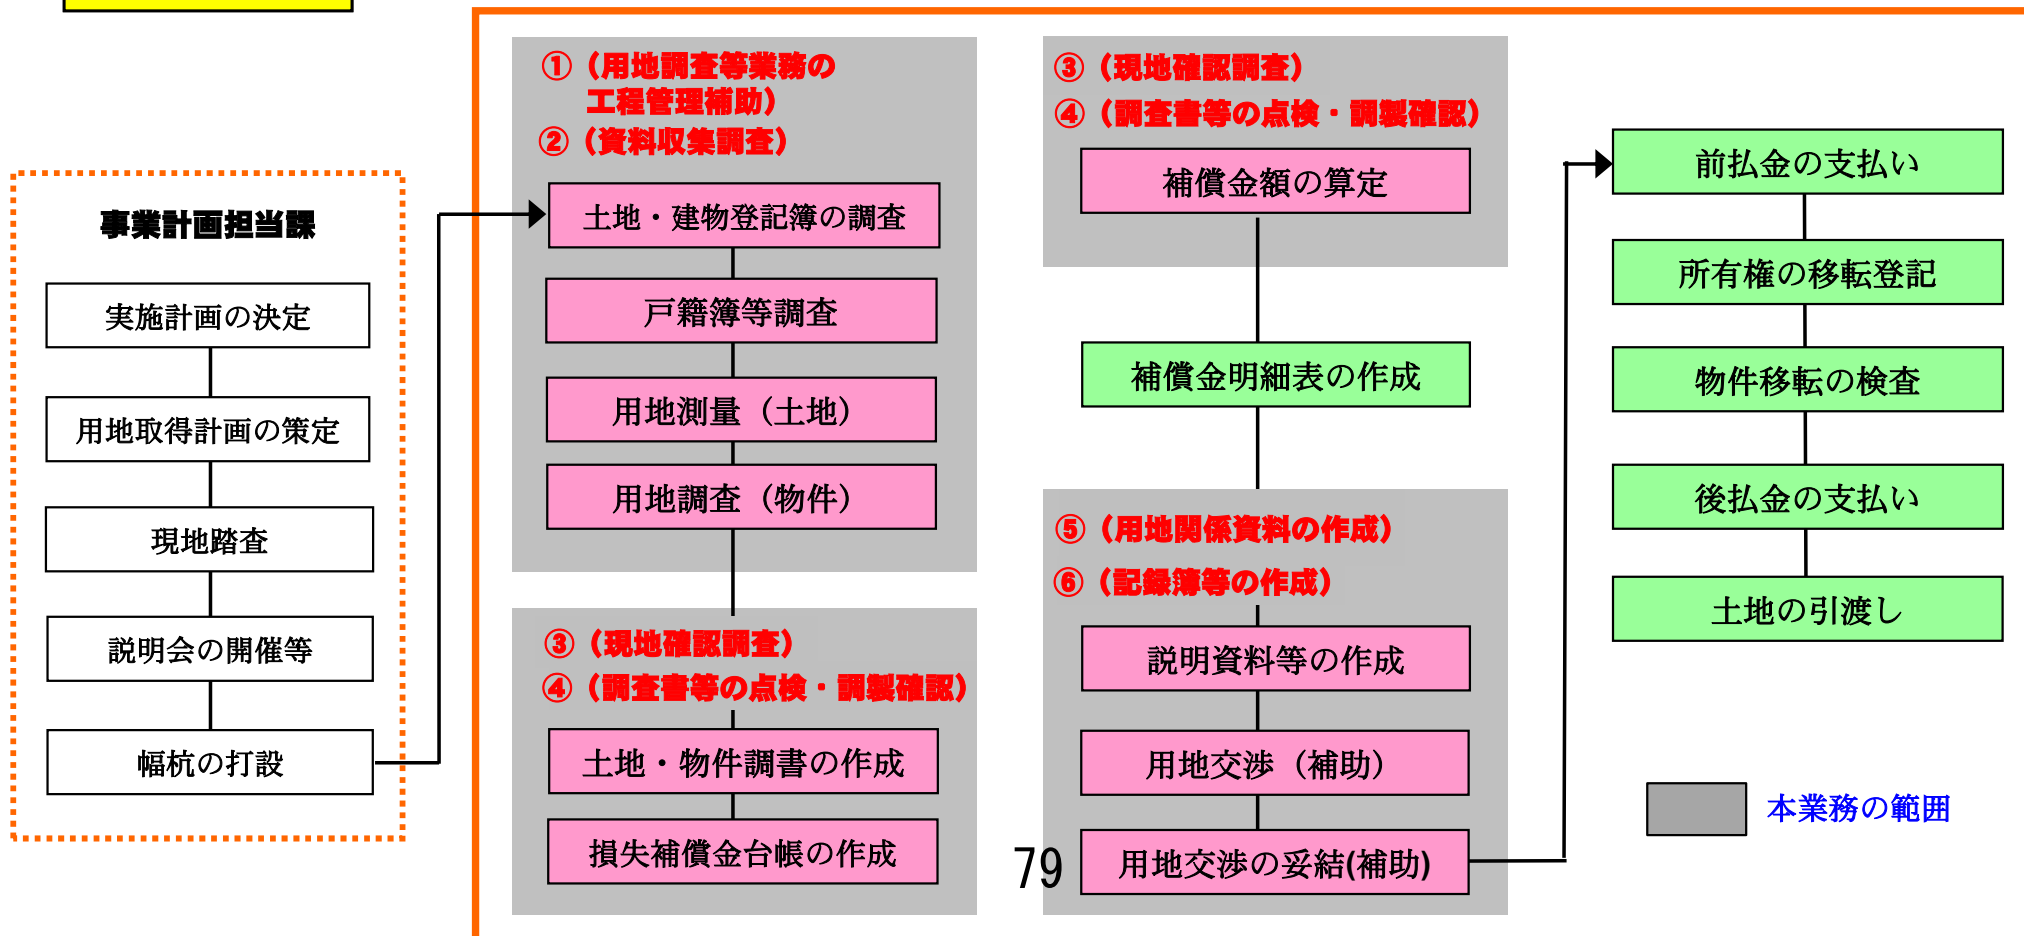 事業計画担当課
実施計画の決定
用地取得計画の策定
現地踏査
説明会の開催等
幅杭の打設
①（用地調査等業務の
工程管理補助）
②（資料収集調査）
土地・建物登記簿の調査
戸籍簿等調査
用地測量（土地）
用地調査（物件）
③（現地確認調査）
④（調査書等の点検・調製確認）
土地・物件調書の作成
損失補償金台帳の作成
③（現地確認調査）
④（調査書等の点検・調製確認）
補償金額の算定
補償金明細表の作成
⑤（用地関係資料の作成）
⑥（記録簿等の作成）
説明資料等の作成
用地交渉（補助）
用地交渉の妥結(補助)
前払金の支払い
所有権の移転登記
物件移転の検査
後払金の支払い
土地の引渡し
本業務の範囲
79